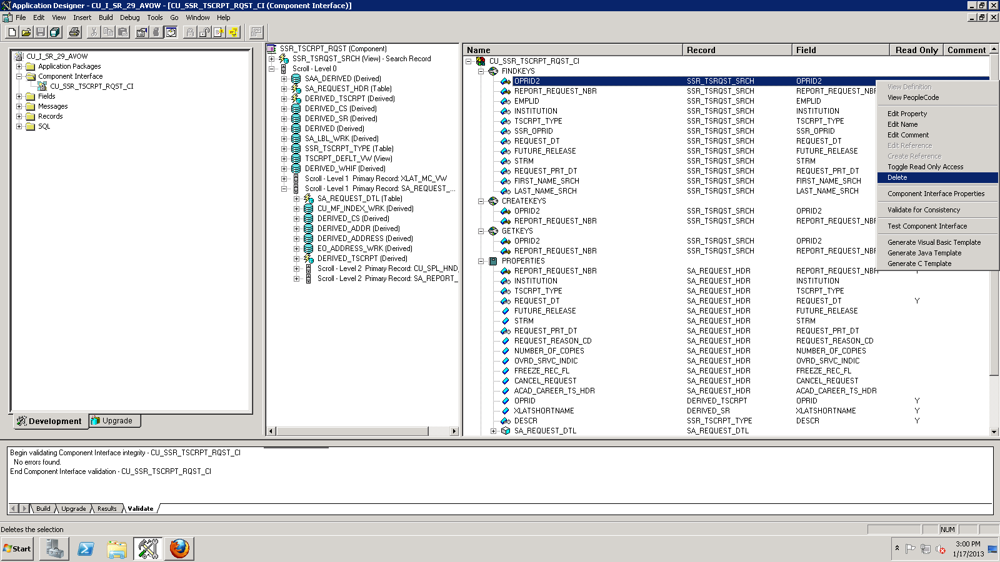 Application Designer - CU_I_SR_29_AVOW - [CU_SSR_TSCRPT_RQST_CI (Component Interface)]
File Edit View Insert Build Debug Tools Go Window Help
CU_I_SR_29_AVOW
Application Packages
Component Interface
CU_SSR_TSCRPT_RQST_CI
Fields
Messages
Records
SQL
Development Upgrade
SSR_TSCRPT_RQST (Component)
SSR_TSRQST_SRCH (View) - Search Record
Scroll - Level 0
SAA_DERIVED (Derived)
SA_REQUEST_HDR (Table)
DERIVED_TSCRPT (Derived)
DERIVED_CS (Derived)
DERIVED_SR (Derived)
DERIVED (Derived)
SA_LBL_WRK (Derived)
SSR_TSCRPT_TYPE (Table)
TSCRPT_DEFLT_VW (View)
DERIVED_WHIF (Derived)
Scroll - Level 1 Primary Record: XLAT_MC_VW
Scroll - Level 1 Primary Record: SA_REQUEST_...
SA_REQUEST_DTL (Table)
CU_MF_INDEX_WRK (Derived)
DERIVED_CS (Derived)
DERIVED_ADDR (Derived)
DERIVED_ADDRESS (Derived)
EO_ADDRESS_WRK (Derived)
DERIVED_TSCRPT (Derived)
Scroll - Level 2 Primary Record: CU_SPL_HND_
Scroll - Level 2 Primary Record: SA_REPORT_
Name Record Field Read Only Comment
CU_SSR_TSCRPT_RQST_CI
FINDKEYS
OPRID2 SSR_TSRQST_SRCH OPRID2
REPORT_REQUEST_NBR SSR_TSRQST_SRCH REPORT_REQUEST_NBR
EMPLID SSR_TSRQST_SRCH EMPLID
INSTITUTION SSR_TSRQST_SRCH INSTITUTION
TSCRPT_TYPE SSR_TSRQST_SRCH TSCRPT_TYPE
SSR_OPRID SSR_TSRQST_SRCH SSR_OPRID
REQUEST_DT SSR_TSRQST_SRCH REQUEST_DT
FUTURE_RELEASE SSR_TSRQST_SRCH FUTURE_RELEASE
STRM SSR_TSRQST_SRCH STRM
REQUEST_PRT_DT SSR_TSRQST_SRCH REQUEST_PRT_DT
FIRST_NAME_SRCH SSR_TSRQST_SRCH FIRST_NAME_SRCH
LAST_NAME_SRCH SSR_TSRQST_SRCH LAST_NAME_SRCH
CREATEKEYS
OPRID2 SSR_TSRQST_SRCH OPRID2
REPORT_REQUEST_NBR SSR_TSRQST_SRCH REPORT_REQUEST_NBR
GETKEYS
OPRID2 SSR_TSRQST_SRCH OPRID2
REPORT_REQUEST_NBR SSR_TSRQST_SRCH REPORT_REQUEST_NBR
PROPERTIES
REPORT_REQUEST_NBR SA_REQUEST_HDR REPORT_REQUEST_NBR
INSTITUTION SA_REQUEST_HDR INSTITUTION
TSCRPT_TYPE SA_REQUEST_HDR TSCRPT_TYPE
REQUEST_DT SA_REQUEST_HDR REQUEST_DT Y
FUTURE_RELEASE SA_REQUEST_HDR FUTURE_RELEASE
STRM SA_REQUEST_HDR STRM
REQUEST_PRT_DT SA_REQUEST_HDR REQUEST_PRT_DT
REQUEST_REASON_CD SA_REQUEST_HDR REQUEST_REASON_CD
NUMBER_OF_COPIES SA_REQUEST_HDR NUMBER_OF_COPIES
OVRD_SRVC_INDIC SA_REQUEST_HDR OVRD_SRVC_INDIC
FREEZE_REC_FL SA_REQUEST_HDR FREEZE_REC_FL
CANCEL_REQUEST SA_REQUEST_HDR CANCEL_REQUEST
ACAD_CAREER_TS_HDR SA_REQUEST_HDR ACAD_CAREER_TS_HDR
OPRID DERIVED_TSCRPT OPRID Y
XLATSHORTNAME DERIVED_SR XLATSHORTNAME Y
DESCR SSR_TSCRPT_TYPE DESCR Y
SA_REQUEST_DTL SA_REQUEST_DTL
View Definition
View PeopleCode
Edit Property
Edit Name
Edit Comment
Edit Reference
Create Reference
Toggle Read Only Access
Delete
Component Interface Properties
Validate for Consistency
Test Component Interface
Generate Visual Basic Template
Generate Java Template
Generate C Template
Begin validating Component Interface integrity - CU_SSR_TSCRPT_RQST_CI
No errors found.
End Component Interface validation - CU_SSR_TSCRPT_RQST_CI
Build Upgrade Results Validate
Deletes the selection
NUM
Start
3:00 PM
1/17/2013